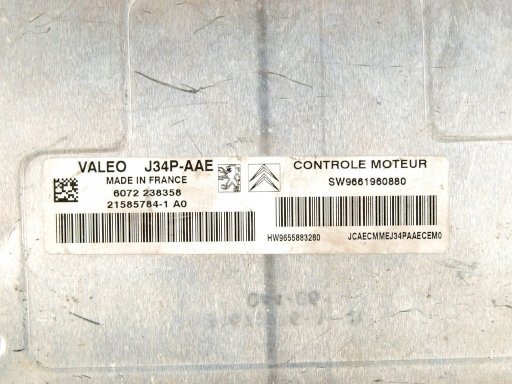 VALEO J34P-AAE
MADE IN FRANCE
6072 238358
21585784-1 A0
CONTROLE MOTEUR
SW9661960880
HW9655883280
JCAECMMEJ34PAAECEM0